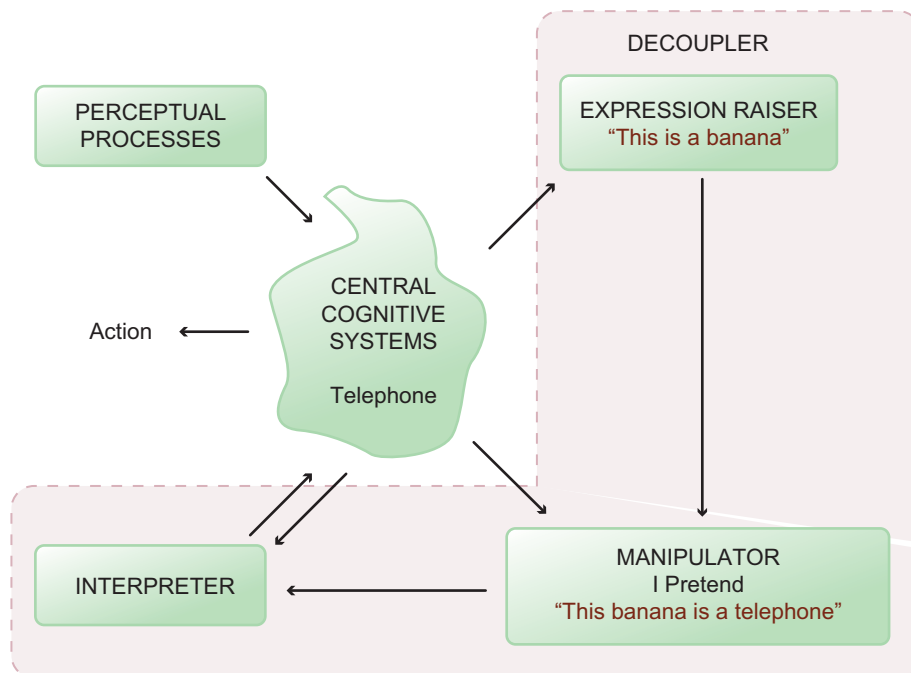 DECOUPLER
PERCEPTUAL
PROCESSES
EXPRESSION RAISER
“This is a banana”
CENTRAL
COGNITIVE
SYSTEMS
Telephone
Action
INTERPRETER
MANIPULATOR
I Pretend
“This banana is a telephone”